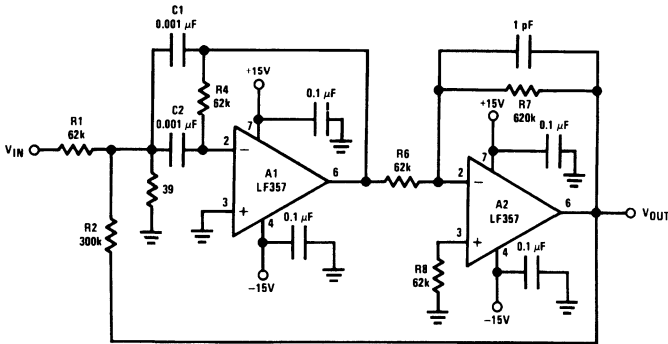 C1
0.001 µF
1 pF
+15V
0.1 µF
R4
62k
C2
0.001 µF
R7
620k
+15V
0.1 µF
R1
62k
VIN
2
7
A1
LF357
6
3
4
39
R2
300k
0.1 µF
−15V
R6
62k
2
7
A2
LF357
6
VOUT
3
4
R8
62k
0.1 µF
−15V